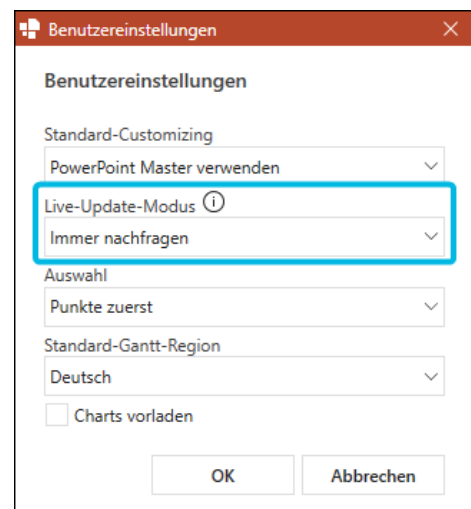 Benutzereinstellungen
Benutzereinstellungen
Standard-Customizing
PowerPoint Master verwenden
Live-Update-Modus
Immer nachfragen
Auswahl
Punkte zuerst
Standard-Gantt-Region
Deutsch
Charts vorladen
OK Abbrechen